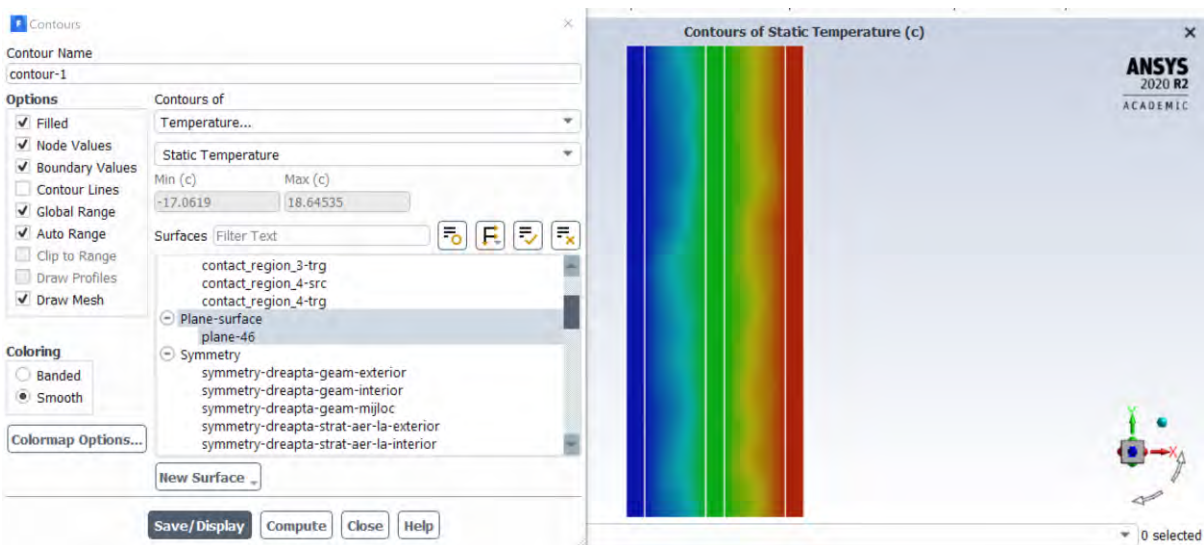 Contours
Contour Name
contour-1
Options
Filled
Node Values
Boundary Values
Contour Lines
Global Range
Auto Range
Clip to Range
Draw Profiles
Draw Mesh
Coloring
Banded
Smooth
Colormap Options...
Contours of
Temperature...
Static Temperature
Min (c) Max (c)
-17.0619 18.64535
Surfaces Filter Text
contact_region_3-trg
contact_region_4-src
contact_region_4-trg
Plane-surface
plane-46
Symmetry
symmetry-dreapta-geam-exterior
symmetry-dreapta-geam-interior
symmetry-dreapta-geam-mijloc
symmetry-dreapta-strat-aer-la-exterior
symmetry-dreapta-strat-aer-la-interior
New Surface
Save/Display Compute Close Help
Contours of Static Temperature (c)
ANSYS
2020 R2
ACADEMIC
Y
X
0 selected